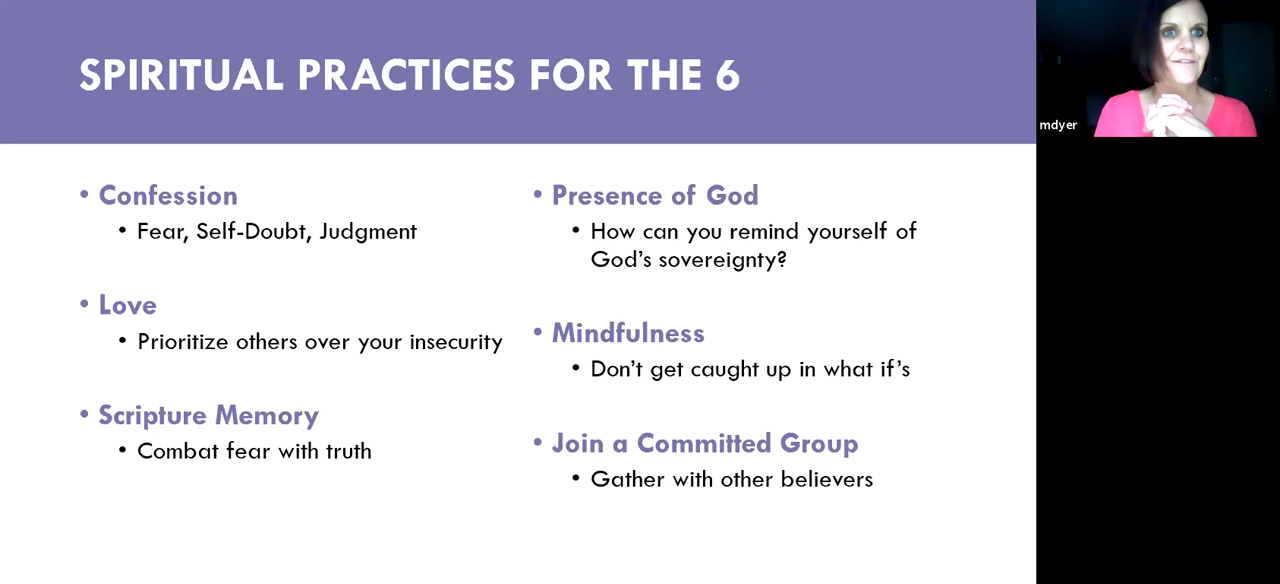 SPIRITUAL PRACTICES FOR THE 6
• Confession
• Fear, Self-Doubt, Judgment
• Love
• Prioritize others over your insecurity
• Scripture Memory
• Combat fear with truth
• Presence of God
• How can you remind yourself of
God’s sovereignty?
• Mindfulness
• Don’t get caught up in what if’s
• Join a Committed Group
• Gather with other believers
mdyer